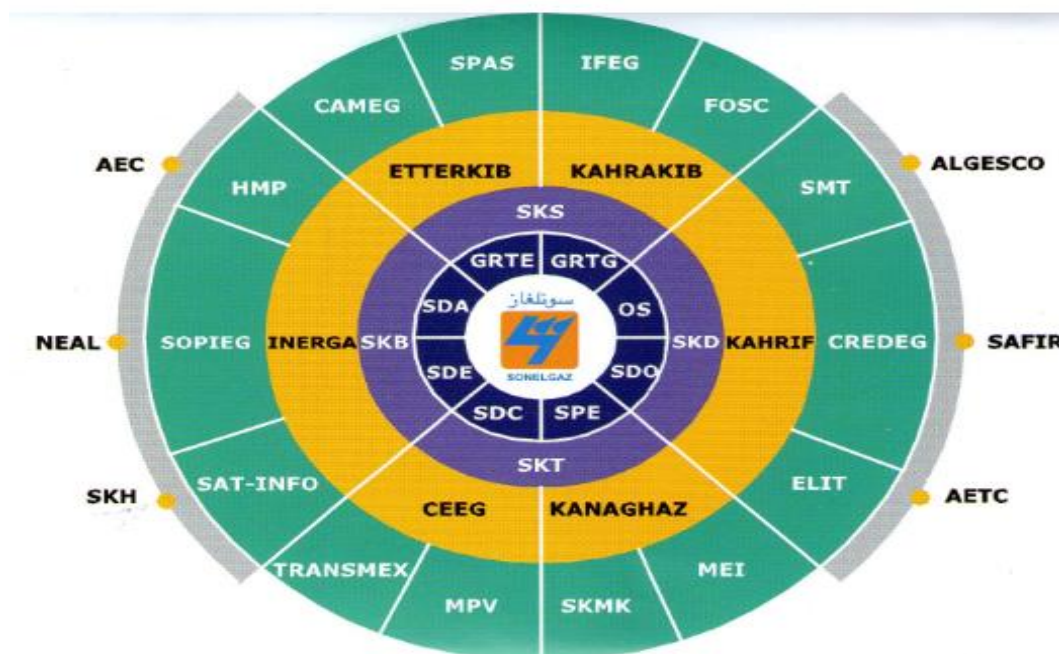 SPAS
IFEG
CAMEG
FOSC
AEC
ALGESCO
HMP
ETTERKIB
KAHRAKIB
SMT
SKS
GRTE
GRTG
SDA
سونلغاز
OS
NEAL
SOPIEG
INERGA
SKB
SKD
KAHRIF
CREDEG
SAFIR
SONELGAZ
SDE
SDO
SDC
SPE
SKT
SAT-INFO
ELIT
SKH
AETC
CEEG
KANAGHAZ
TRANSMEX
MEI
MPV
SKMK